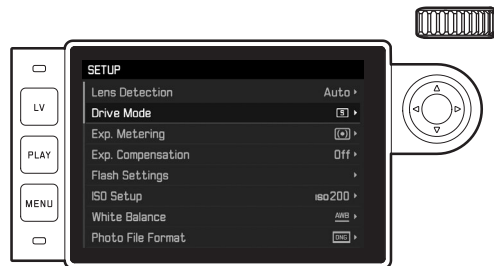 LV
PLAY
MENU
SETUP
Lens Detection Auto
Drive Mode S
Exp. Metering
Exp. Compensation Off
Flash Settings
ISO Setup ISO200
White Balance AWB
Photo File Format DNG